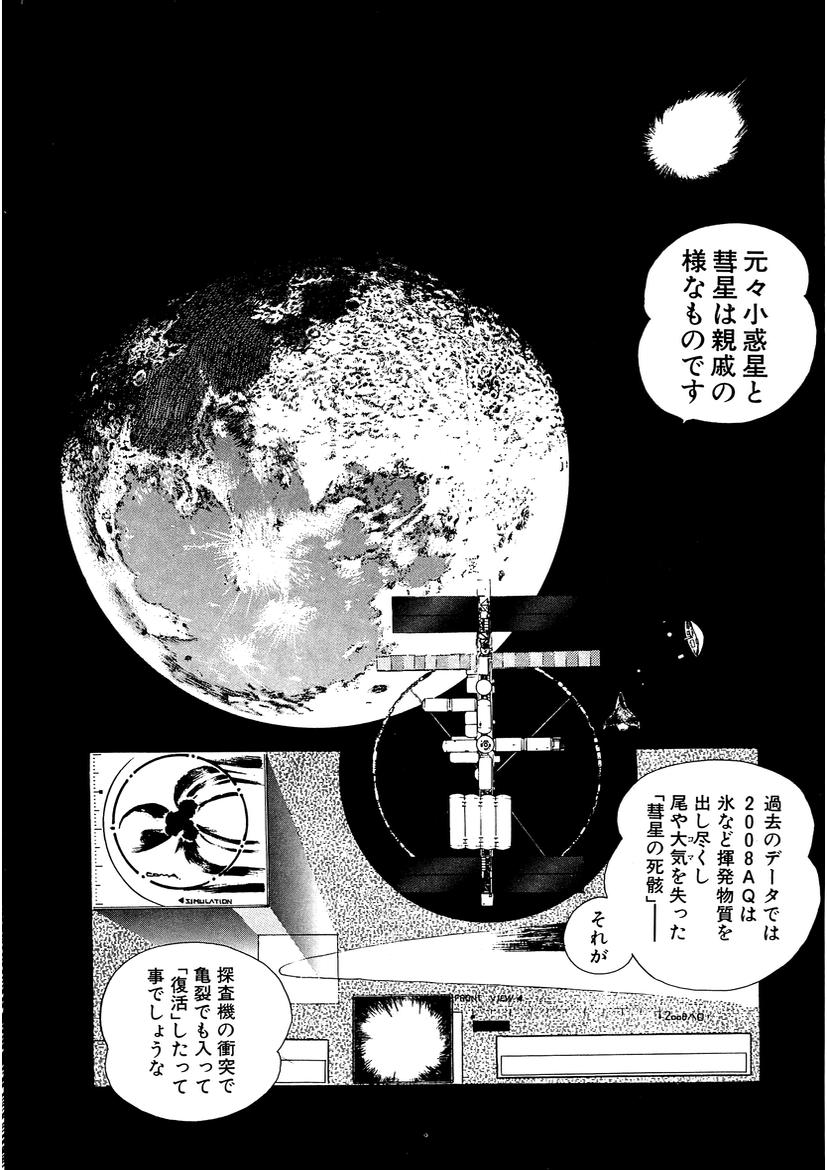 元々小惑星と
彗星は親戚の
様なものです
過去のデータでは
2008AQは
氷など揮発物質を
出し尽くし
尾や大気を失った
コマ
「彗星の死骸」――
それが
COMA
◀SIMULATION
FRONT VIEW◀
2008AQ
探査機の衝突で
亀裂でも入って
「復活」したって
事でしょうな